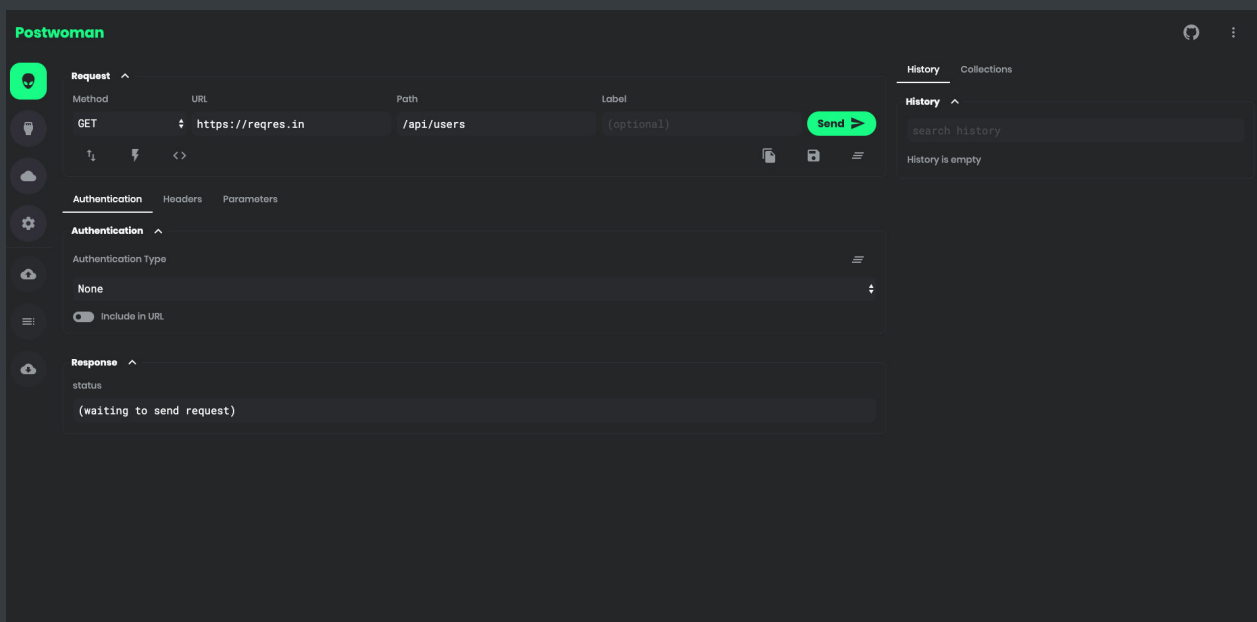 Postwoman
Request
Method URL Path Label
GET https://reqres.in /api/users (optional) Send
Authentication Headers Parameters
Authentication
Authentication Type
None
Include in URL
Response
status
(waiting to send request)
History Collections
History
search history
History is empty